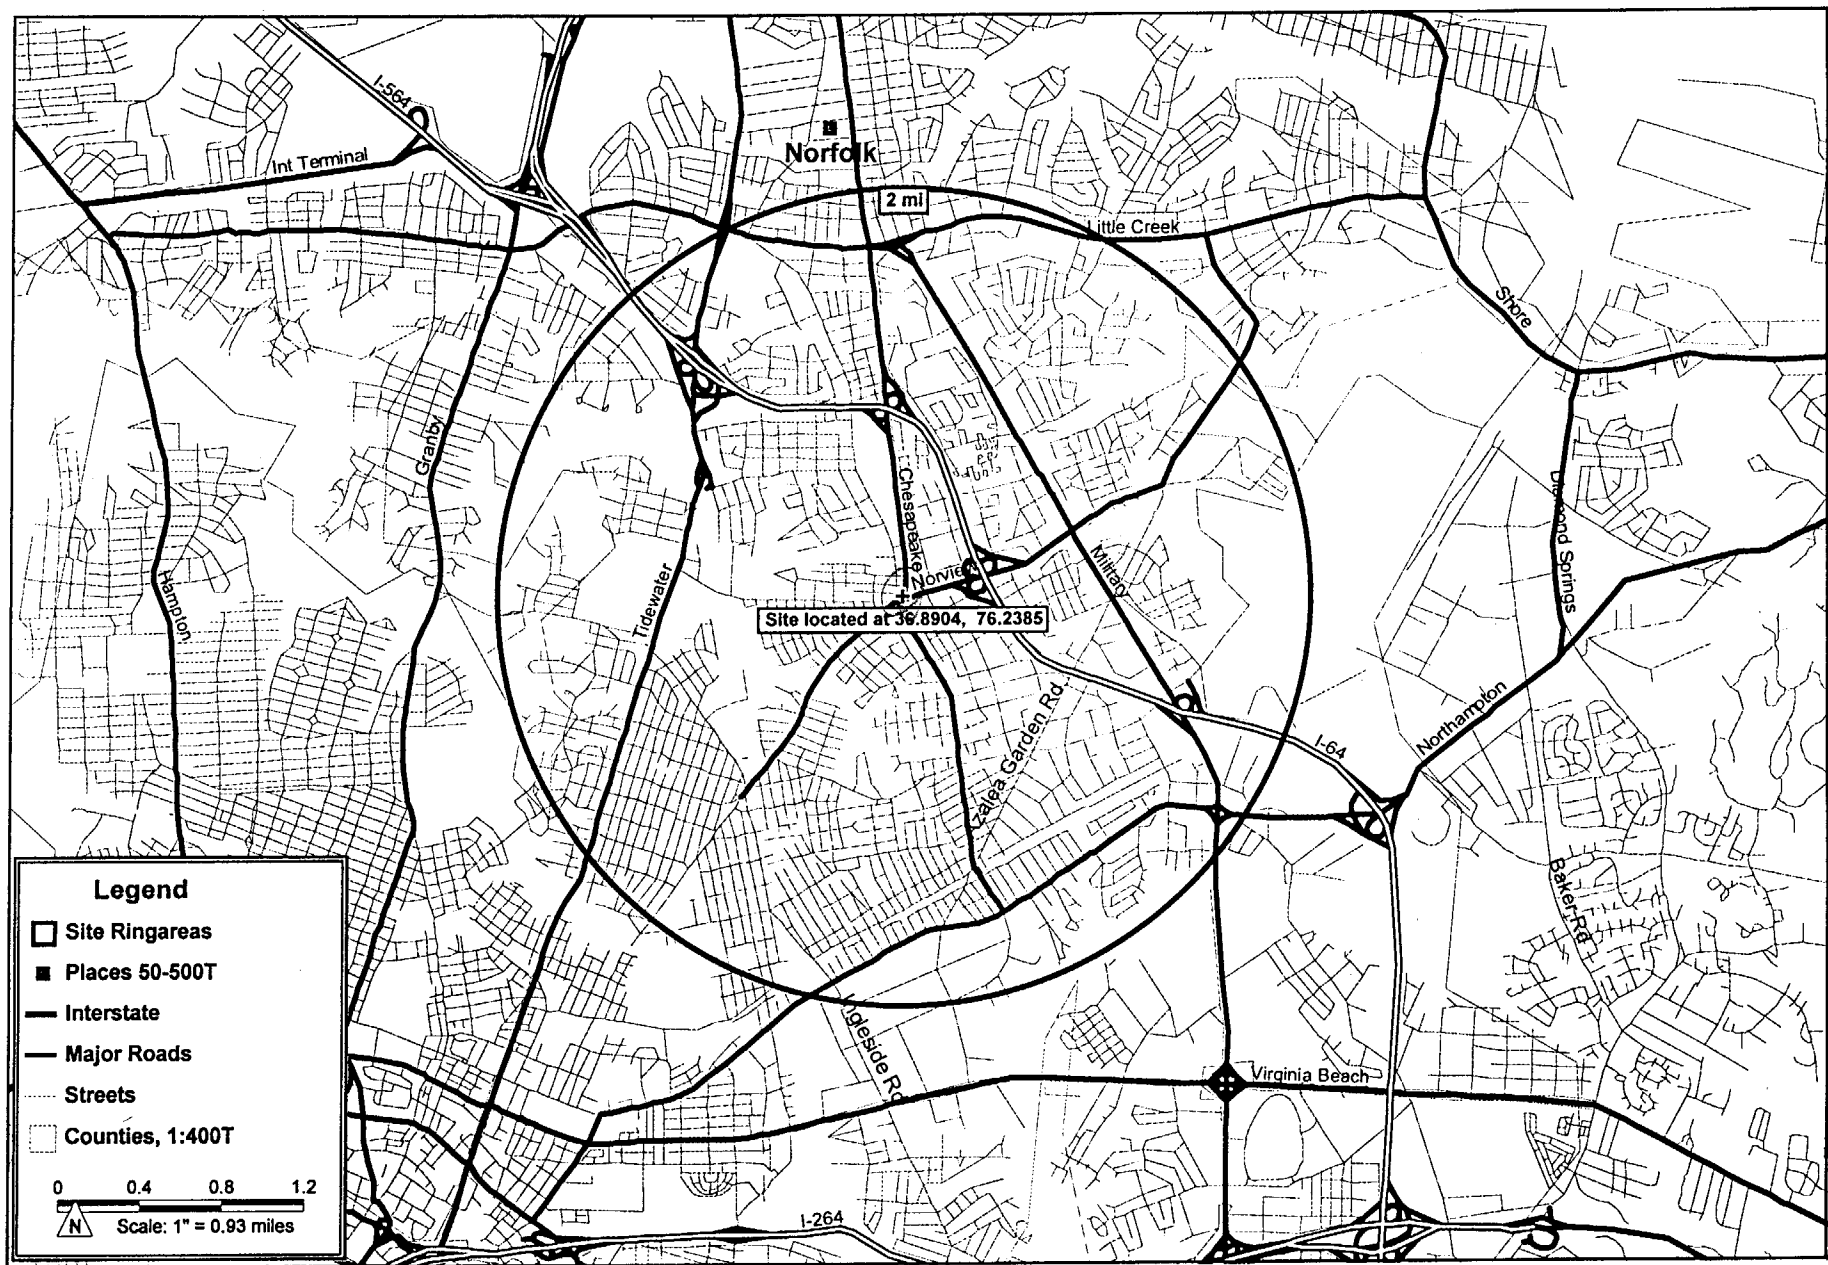 I-564
Int Terminal
Norfolk
2 mi
Little Creek
Shore
Granby
Chesapeake
Hampton
Tidewater
Norview
Military
Diamond Springs
Site located at 36.8904, 76.2385
Azalea Garden Rd
Northampton
I-64
Baker Rd
Ingleside Rd
Virginia Beach
I-264
Legend
Site Ringareas
Places 50-500T
Interstate
Major Roads
Streets
Counties, 1:400T
0 0.4 0.8 1.2
N
Scale: 1" = 0.93 miles